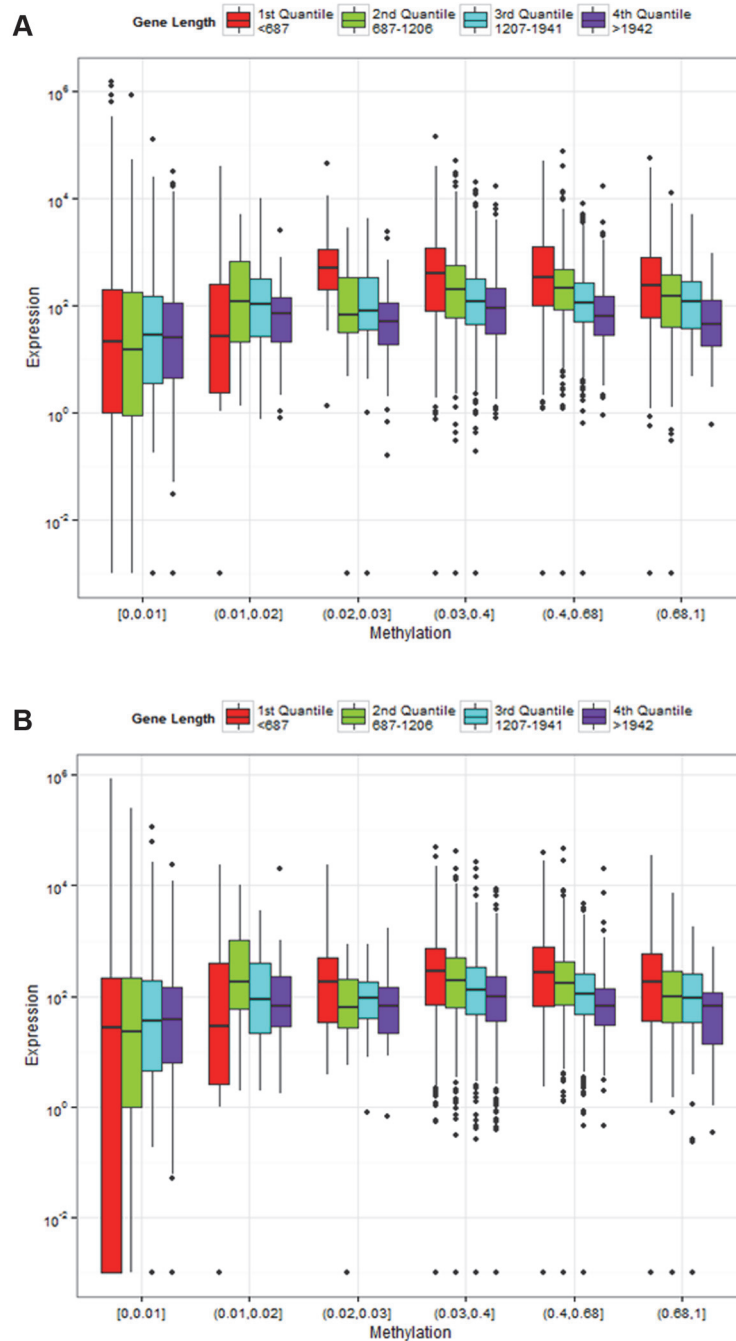 A
Gene Length
1st Quantile
<687
2nd Quantile
687-1206
3rd Quantile
1207-1941
4th Quantile
>1942
10^6
10^4
10^2
10^0
10^-2
Expression
[0,0.01]
(0.01,0.02]
(0.02,0.03]
(0.03,0.4]
(0.4,0.68]
(0.68,1]
Methylation
B
Gene Length
1st Quantile
<687
2nd Quantile
687-1206
3rd Quantile
1207-1941
4th Quantile
>1942
10^6
10^4
10^2
10^0
10^-2
Expression
[0,0.01]
(0.01,0.02]
(0.02,0.03]
(0.03,0.4]
(0.4,0.68]
(0.68,1]
Methylation